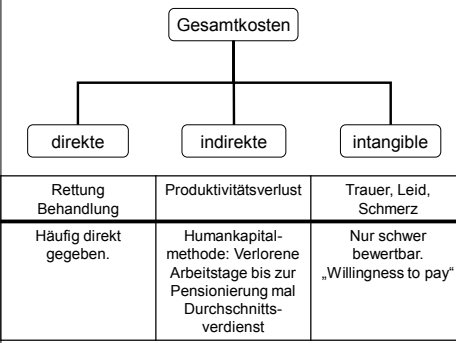 Gesamtkosten
direkte
indirekte
intangible
Rettung
Behandlung
Produktivitätsverlust
Trauer, Leid,
Schmerz
Häufig direkt
gegeben.
Humankapital-
methode: Verlorene
Arbeitstage bis zur
Pensionierung mal
Durchschnitts-
verdienst
Nur schwer
bewertbar.
„Willingness to pay“